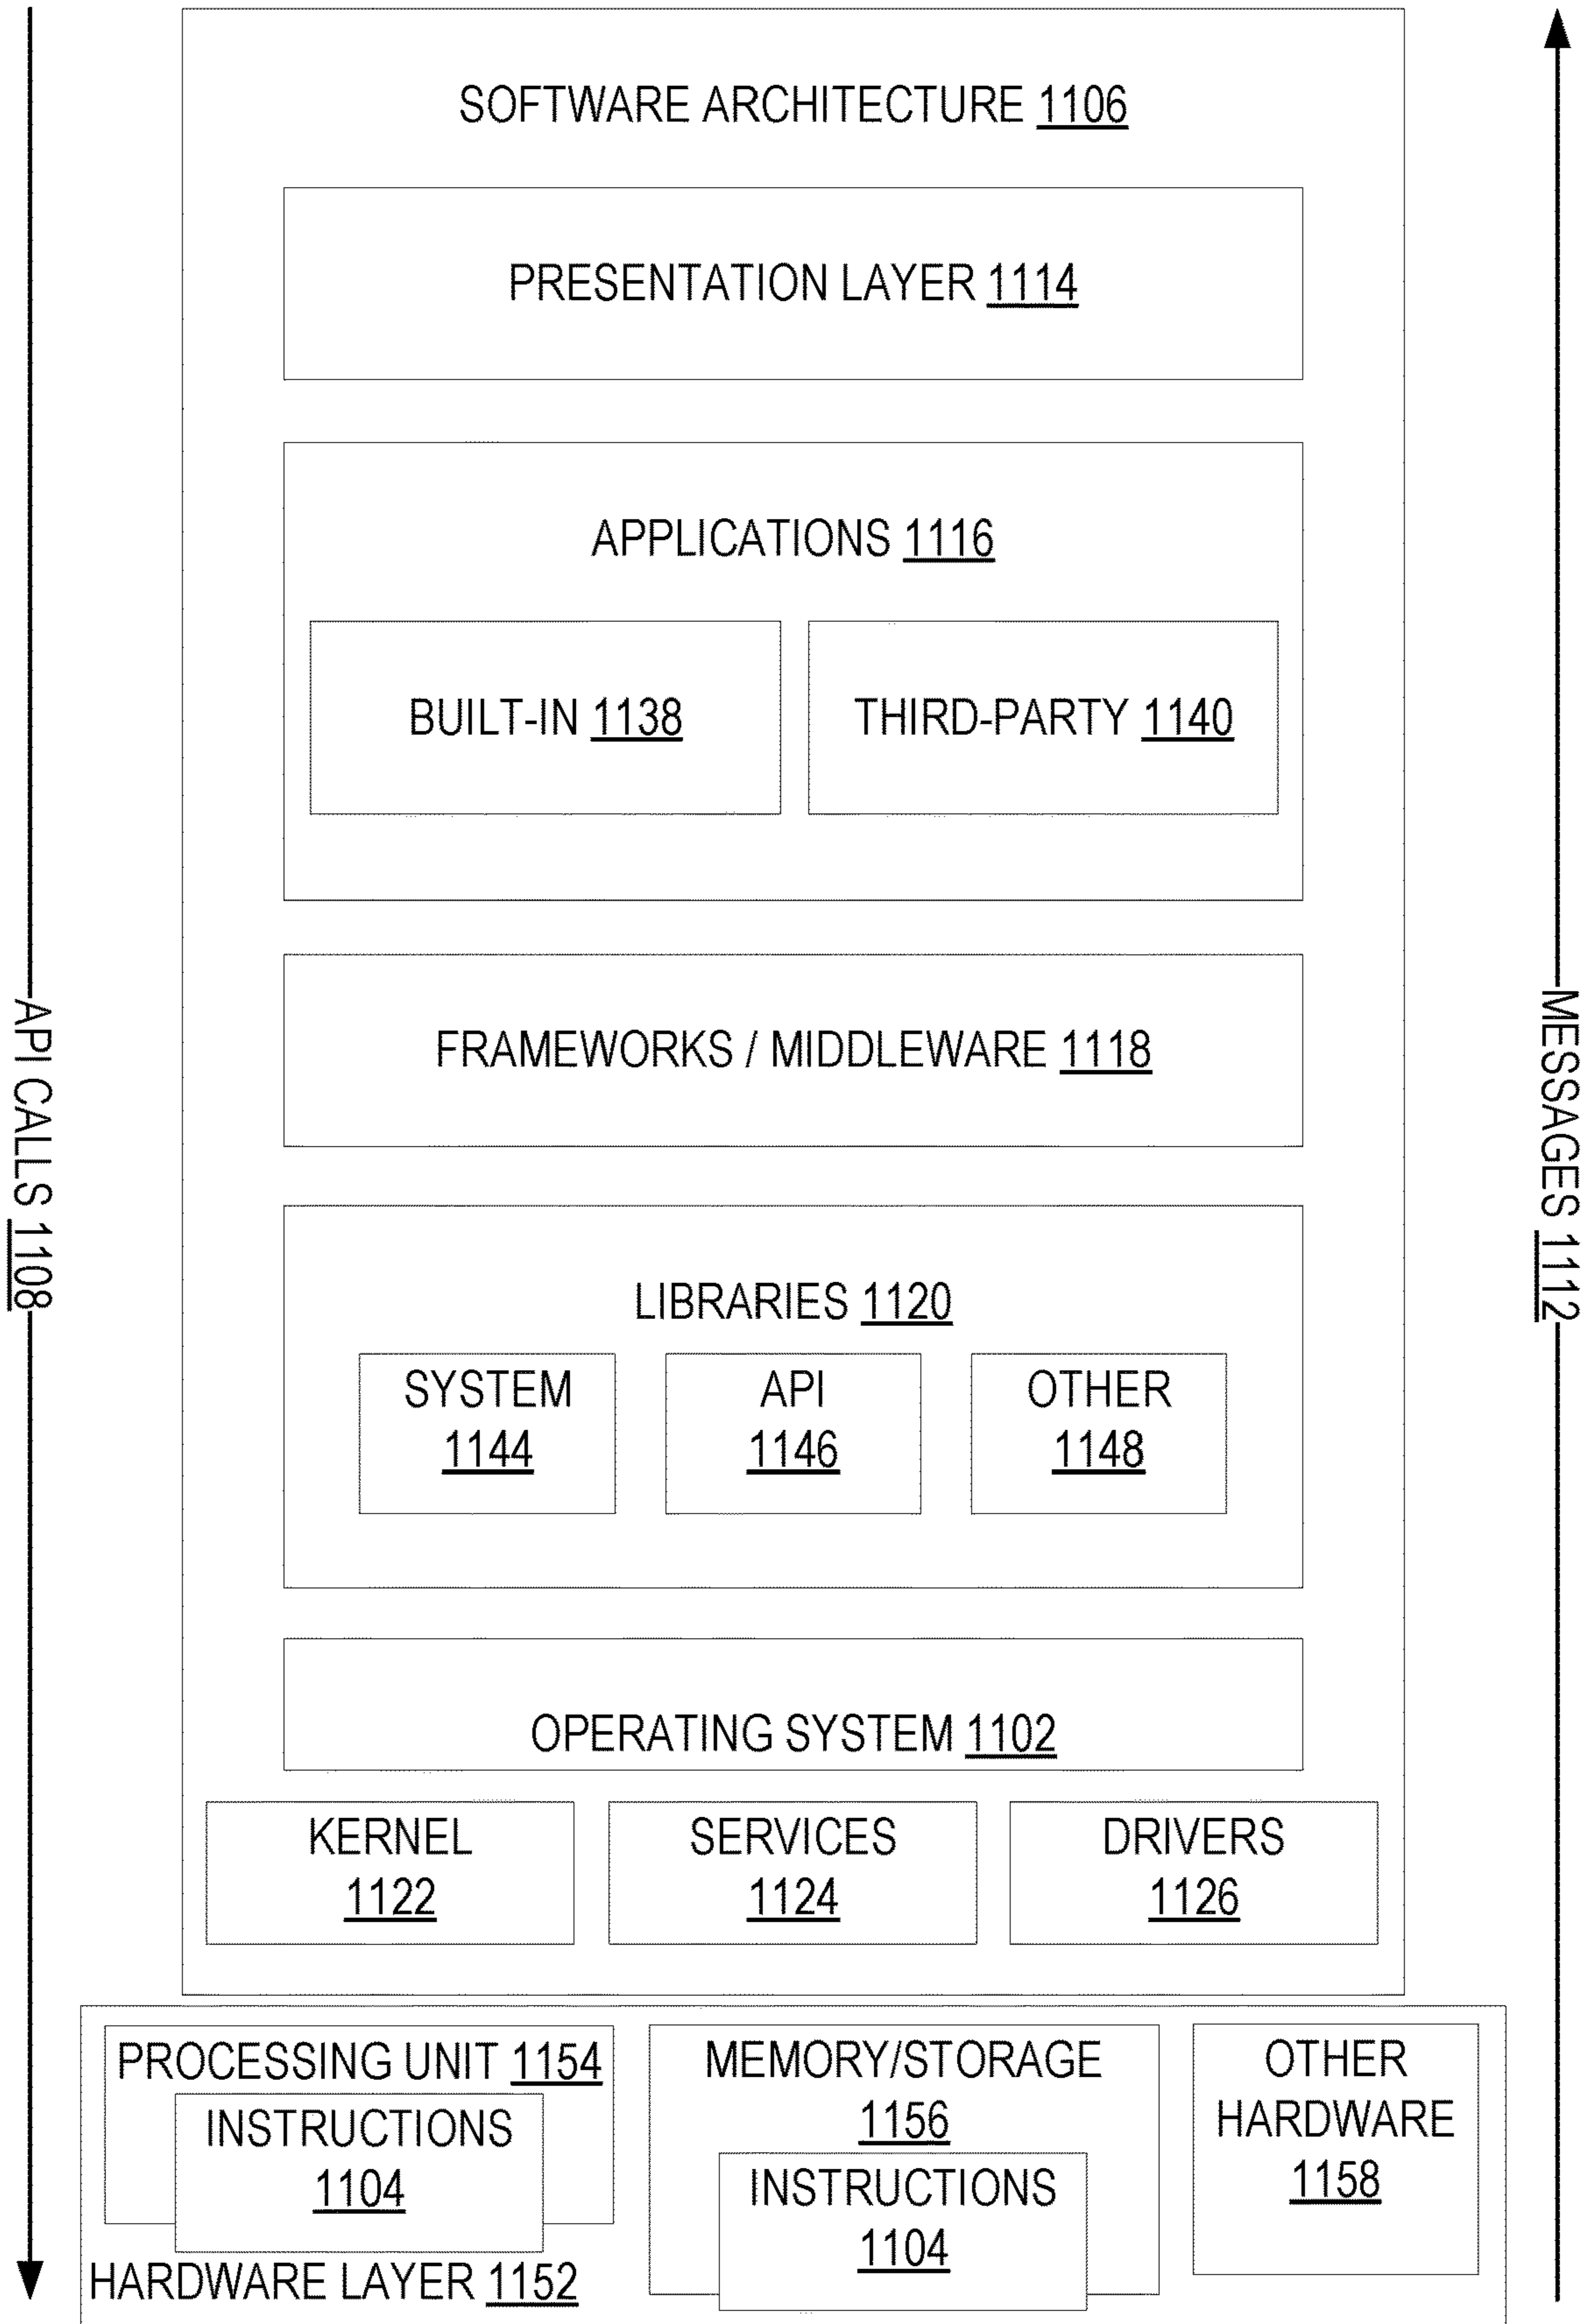 SOFTWARE ARCHITECTURE 1106
PRESENTATION LAYER 1114
APPLICATIONS 1116
BUILT-IN 1138
THIRD-PARTY 1140
FRAMEWORKS / MIDDLEWARE 1118
API CALLS 1108
MESSAGES 1112
LIBRARIES 1120
SYSTEM
1144
API
1146
OTHER
1148
OPERATING SYSTEM 1102
KERNEL
1122
SERVICES
1124
DRIVERS
1126
PROCESSING UNIT 1154
INSTRUCTIONS
1104
MEMORY/STORAGE
1156
INSTRUCTIONS
1104
OTHER
HARDWARE
1158
HARDWARE LAYER 1152